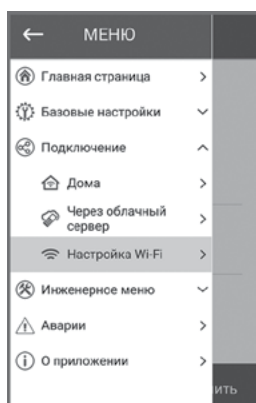 МЕНЮ
Главная страница
Базовые настройки
Подключение
Дома
Через облачный
сервер
Настройка Wi-Fi
Инженерное меню
Аварии
О приложении
ить